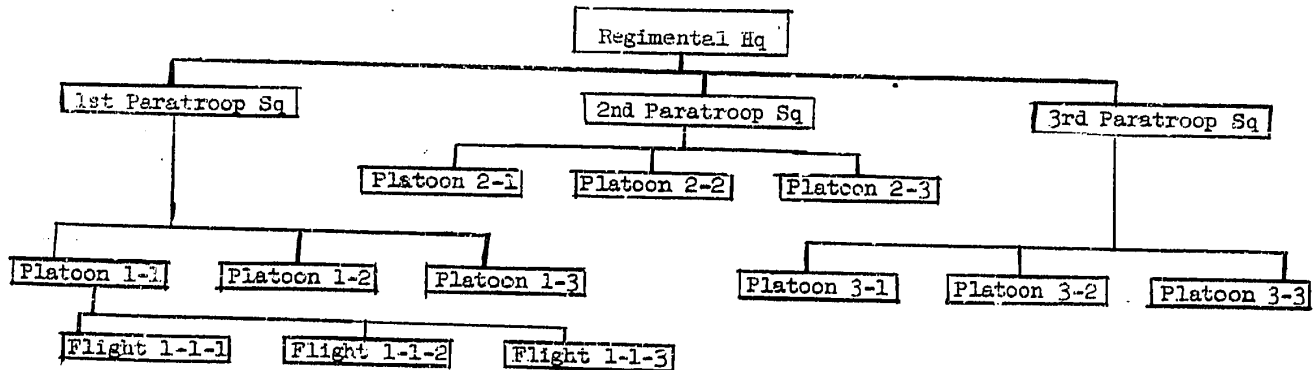 Regimental Hq
1st Paratroop Sq
2nd Paratroop Sq
3rd Paratroop Sq
Platoon 2-1
Platoon 2-2
Platoon 2-3
Platoon 1-1
Platoon 1-2
Platoon 1-3
Platoon 3-1
Platoon 3-2
Platoon 3-3
Flight 1-1-1
Flight 1-1-2
Flight 1-1-3